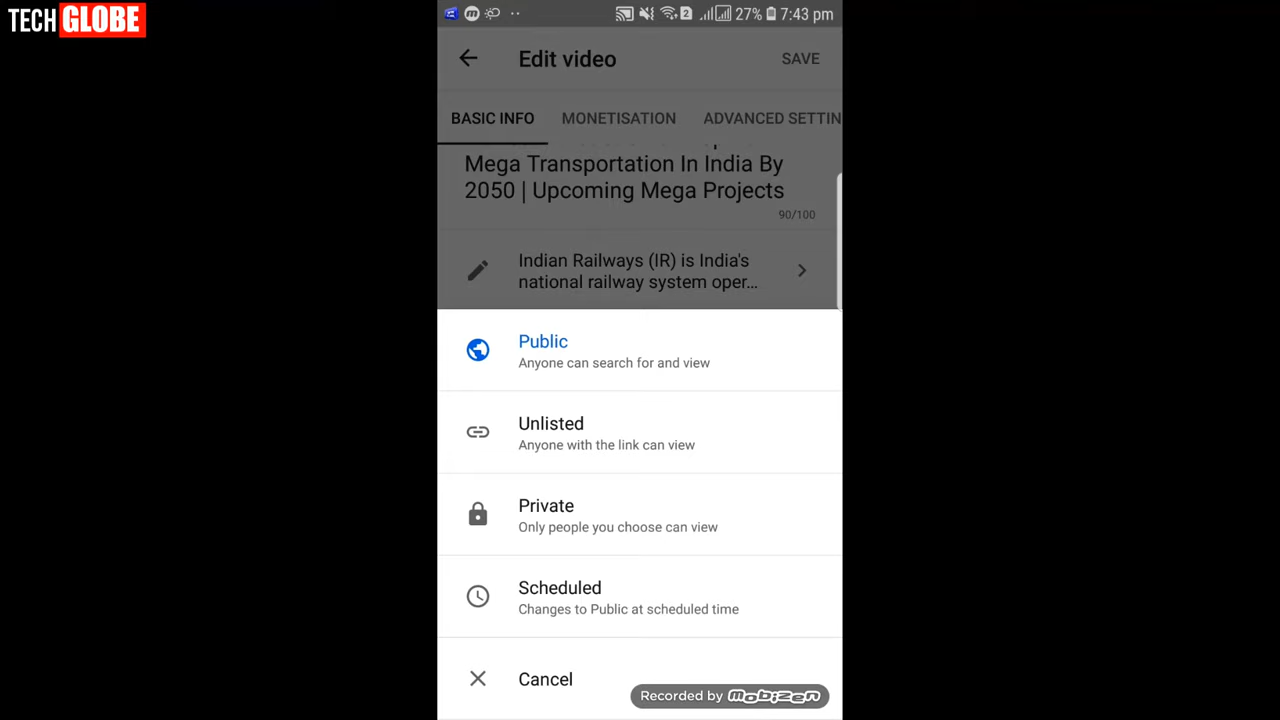 TECH GLOBE
27% 7:43 pm
Edit video
SAVE
BASIC INFO
MONETISATION
ADVANCED SETTIN
Mega Transportation In India By
2050 | Upcoming Mega Projects
90/100
Indian Railways (IR) is India's
national railway system oper...
Public
Anyone can search for and view
Unlisted
Anyone with the link can view
Private
Only people you choose can view
Scheduled
Changes to Public at scheduled time
Cancel
Recorded by mobizen